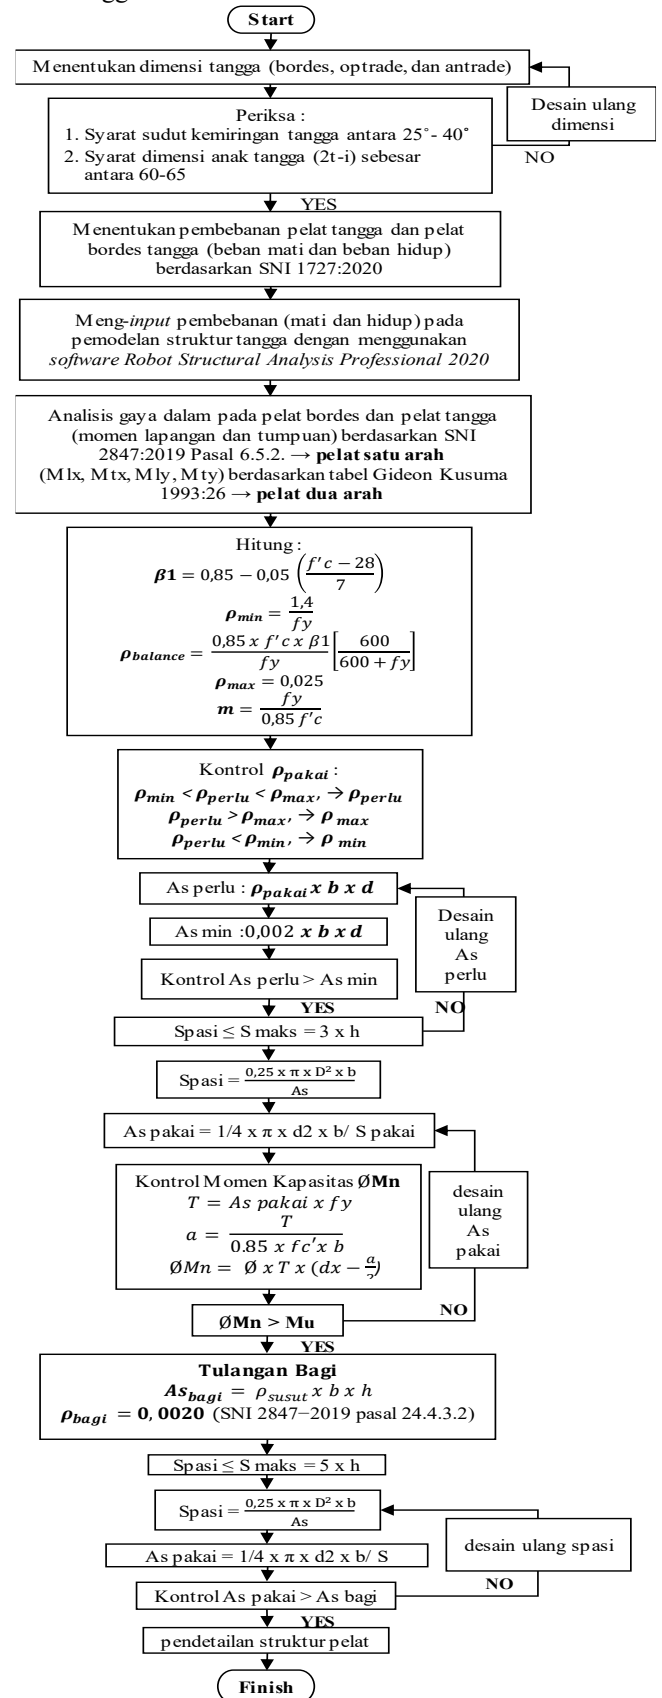 Start
Menentukan dimensi tangga (bordes, optrade, dan antrade)
Desain ulang
dimensi
Periksa :
1. Syarat sudut kemiringan tangga antara 25˚- 40˚
2. Syarat dimensi anak tangga (2t-i) sebesar
antara 60-65
NO
YES
Menentukan pembebanan pelat tangga dan pelat
bordes tangga (beban mati dan beban hidup)
berdasarkan SNI 1727:2020
Meng-input pembebanan (mati dan hidup) pada
pemodelan struktur tangga dengan menggunakan
software Robot Structural Analysis Professional 2020
Analisis gaya dalam pada pelat bordes dan pelat tangga
(momen lapangan dan tumpuan) berdasarkan SNI
2847:2019 Pasal 6.5.2. → pelat satu arah
(Mlx, Mtx, Mly, Mty) berdasarkan tabel Gideon Kusuma
1993:26 → pelat dua arah
Hitung :
β1 = 0,85 − 0,05 (f′c − 28 / 7)
ρmin = 1,4 / fy
ρbalance = 0,85 x f′c x β1 / fy [600 / 600 + fy]
ρmax = 0,025
m = fy / 0,85 f′c
Kontrol ρpakai :
ρmin < ρperlu < ρmax, → ρperlu
ρperlu > ρmax, → ρ max
ρperlu < ρmin, → ρ min
As perlu : ρpakai x b x d
As min :0,002 x b x d
Kontrol As perlu > As min
Desain
ulang
As
perlu
YES
NO
Spasi ≤ S maks = 3 x h
Spasi = 0,25 x π x D² x b / As
As pakai = 1/4 x π x d2 x b/ S pakai
Kontrol Momen Kapasitas ØMn
T = As pakai x fy
a = T / 0.85 x fc′x b
ØMn = Ø x T x (dx − a/2)
desain
ulang
As
pakai
ØMn > Mu
NO
YES
Tulangan Bagi
Asbagi = ρsusut x b x h
ρbagi = 0, 0020 (SNI 2847−2019 pasal 24.4.3.2)
Spasi ≤ S maks = 5 x h
Spasi = 0,25 x π x D² x b / As
desain ulang spasi
As pakai = 1/4 x π x d2 x b/ S
Kontrol As pakai > As bagi
NO
YES
pendetailan struktur pelat
Finish